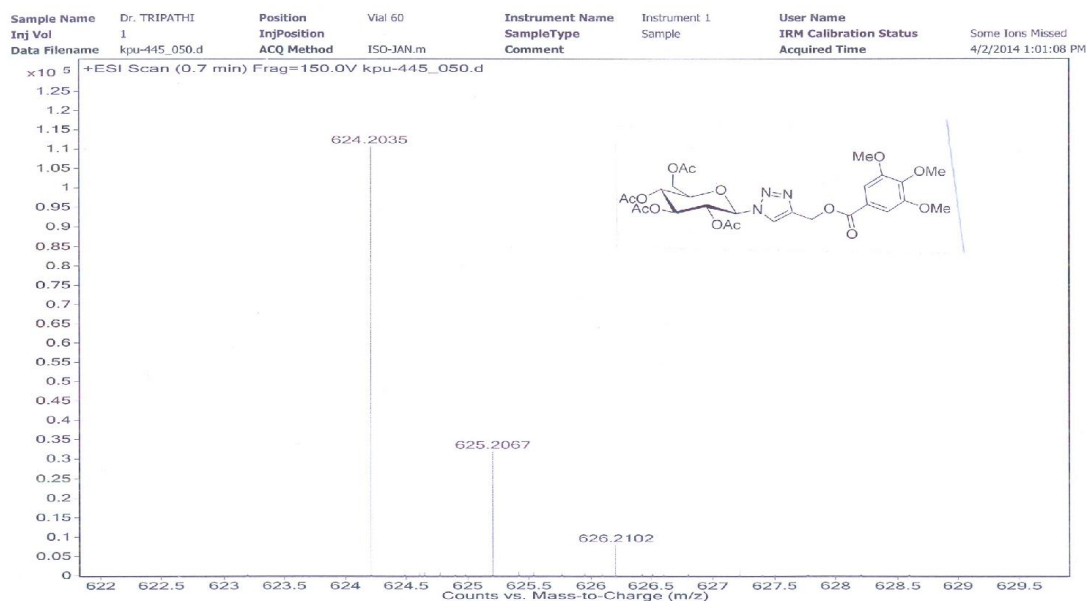 Sample Name Dr. TRIPATHI Position Vial 60 Instrument Name Instrument 1 User Name
Inj Vol 1 InjPosition SampleType Sample IRM Calibration Status Some Ions Missed
Data Filename kpu-445_050.d ACQ Method ISO-JAN.m Comment Acquired Time 4/2/2014 1:01:08 PM
x10 5 +ESI Scan (0.7 min) Frag=150.0V kpu-445_050.d
1.25
1.2
1.15
624.2035
1.1
1.05
1
0.95
0.9
0.85
0.8
0.75
0.7
0.65
0.6
0.55
0.5
0.45
0.4
0.35
625.2067
0.3
0.25
0.2
0.15
626.2102
0.1
0.05
0
MeO
OAc
OMe
O
N=N
AcO
AcO
N
O
OMe
OAc
O
622 622.5 623 623.5 624 624.5 625 625.5 626 626.5 627 627.5 628 628.5 629 629.5
Counts vs. Mass-to-Charge (m/z)